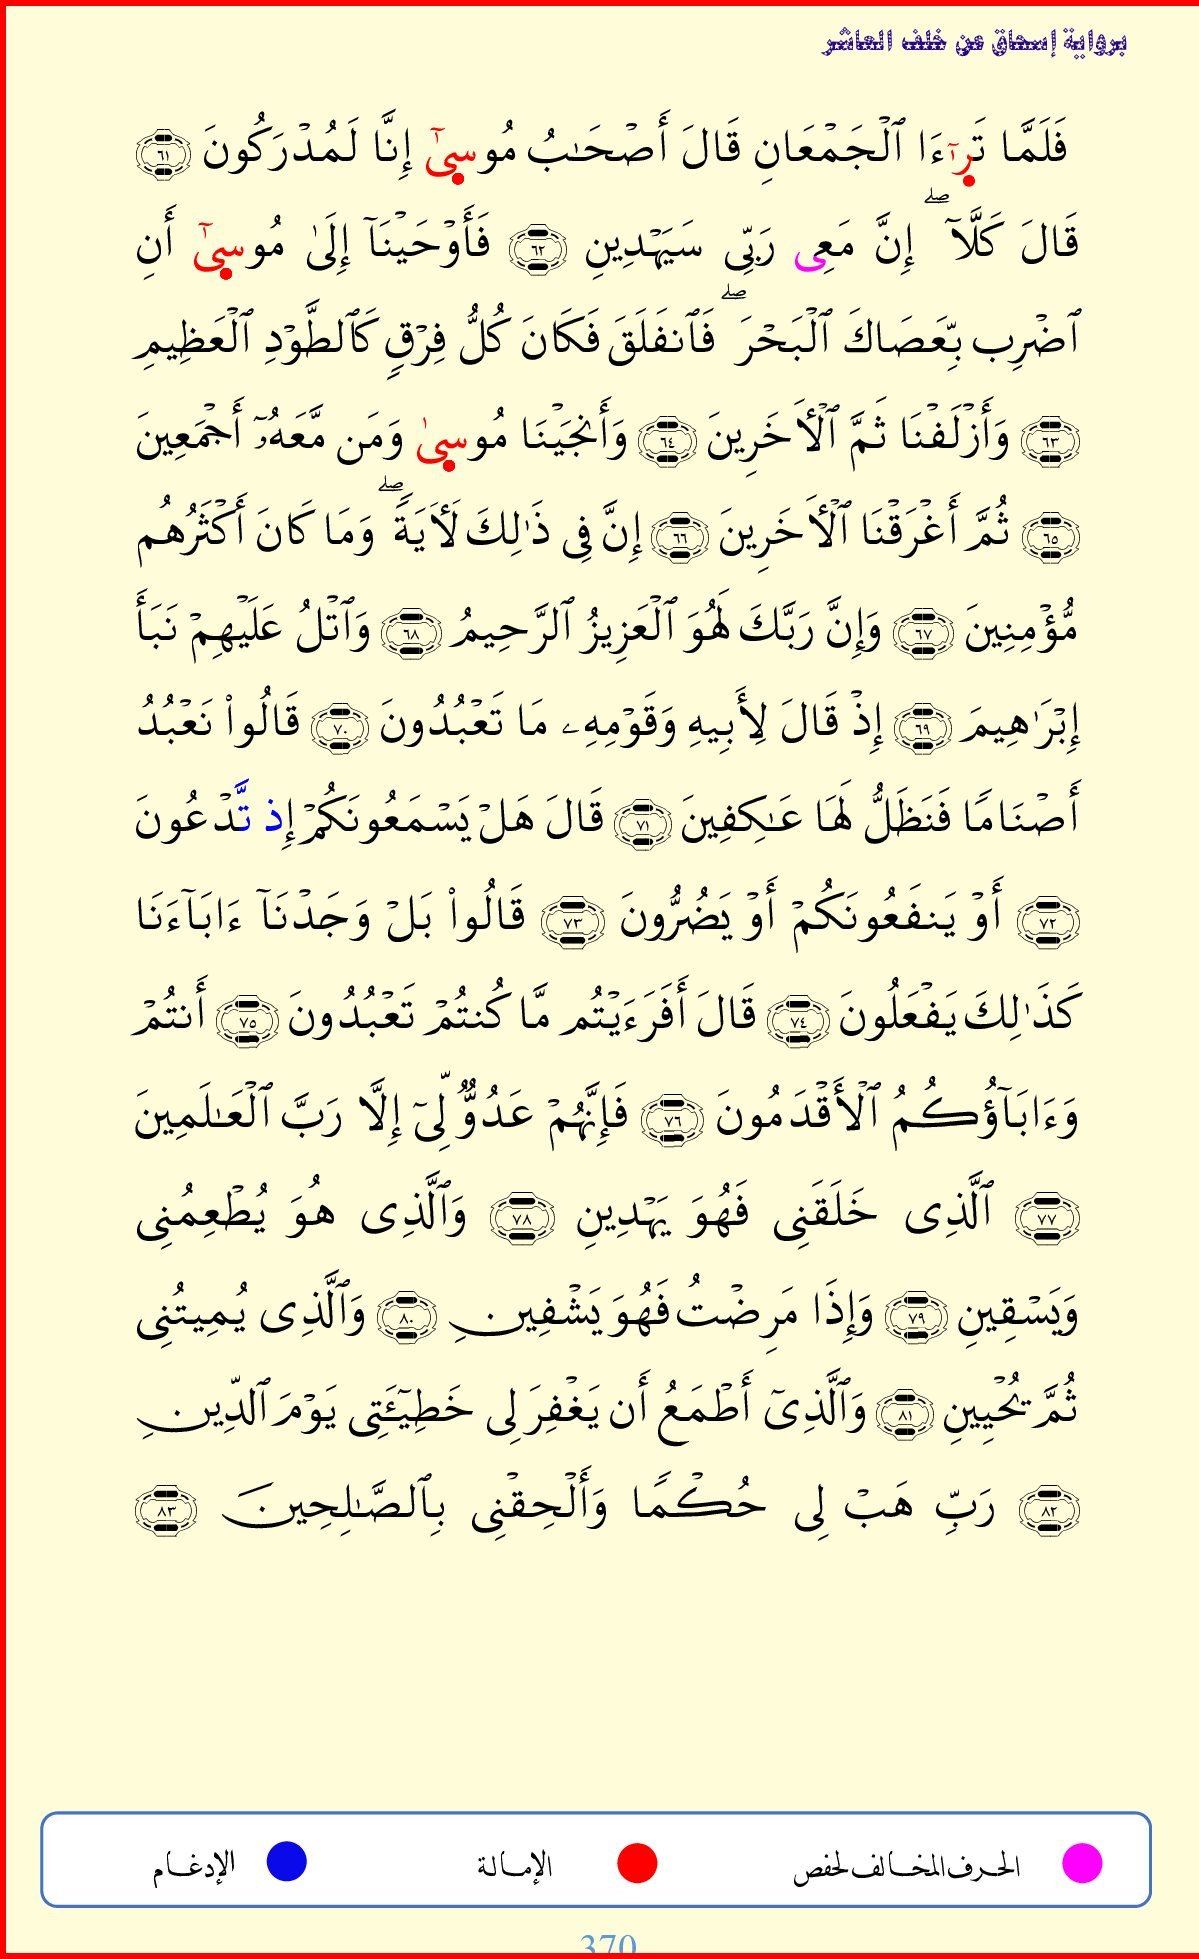 برواية إسحاق عن خلف العاشر
فَلَمَّا تَرِ ٰٓءَا ٱلۡجَمۡعَانِ قَالَ أَصۡحَٰبُ مُوسىٰٓ إِنَّا لَمُدۡرَكُونَ ٦١
قَالَ كَلَّآۖ إِنَّ مَعِى رَبِّى سَيَهۡدِينِ ٦٢ فَأَوۡحَيۡنَآ إِلَىٰ مُوسىٰٓ أَنِ
ٱضۡرِب بِّعَصَاكَ ٱلۡبَحۡرَۖ فَٱنفَلَقَ فَكَانَ كُلُّ فِرۡقٖ كَٱلطَّوۡدِ ٱلۡعَظِيمِ
٦٣ وَأَزۡلَفۡنَا ثَمَّ ٱلۡأٓخَرِينَ ٦٤ وَأَنجَيۡنَا مُوسىٰ وَمَن مَّعَهُۥٓ أَجۡمَعِينَ
٦٥ ثُمَّ أَغۡرَقۡنَا ٱلۡأٓخَرِينَ ٦٦ إِنَّ فِى ذَٰلِكَ لَأٓيَةٗۖ وَمَا كَانَ أَكۡثَرُهُم
مُّؤۡمِنِينَ ٦٧ وَإِنَّ رَبَّكَ لَهُوَ ٱلۡعَزِيزُ ٱلرَّحِيمُ ٦٨ وَٱتۡلُ عَلَيۡهِمۡ نَبَأَ
إِبۡرَٰهِيمَ ٦٩ إِذۡ قَالَ لِأَبِيهِ وَقَوۡمِهِۦ مَا تَعۡبُدُونَ ٧٠ قَالُواْ نَعۡبُدُ
أَصۡنَامٗا فَنَظَلُّ لَهَا عَٰكِفِينَ ٧١ قَالَ هَلۡ يَسۡمَعُونَكُمۡ إِذ تَّدۡعُونَ
٧٢ أَوۡ يَنفَعُونَكُمۡ أَوۡ يَضُرُّونَ ٧٣ قَالُواْ بَلۡ وَجَدۡنَآ ءَابَآءَنَا
كَذَٰلِكَ يَفۡعَلُونَ ٧٤ قَالَ أَفَرَءَيۡتُم مَّا كُنتُمۡ تَعۡبُدُونَ ٧٥ أَنتُمۡ
وَءَابَآؤُكُمُ ٱلۡأَقۡدَمُونَ ٧٦ فَإِنَّهُمۡ عَدُوّٞ لِّىٓ إِلَّا رَبَّ ٱلۡعَٰلَمِينَ
٧٧ ٱلَّذِى خَلَقَنِى فَهُوَ يَهۡدِينِ ٧٨ وَٱلَّذِى هُوَ يُطۡعِمُنِى
وَيَسۡقِينِ ٧٩ وَإِذَا مَرِضۡتُ فَهُوَ يَشۡفِينِ ٨٠ وَٱلَّذِى يُمِيتُنِى
ثُمَّ يُحۡيِينِ ٨١ وَٱلَّذِىٓ أَطۡمَعُ أَن يَغۡفِرَ لِى خَطِيٓـَٔتِى يَوۡمَ ٱلدِّينِ
٨٢ رَبِّ هَبۡ لِى حُكۡمٗا وَأَلۡحِقۡنِى بِٱلصَّٰلِحِينَ ٨٣
الحرف المخالف لحفص الإمالة الإدغام
370